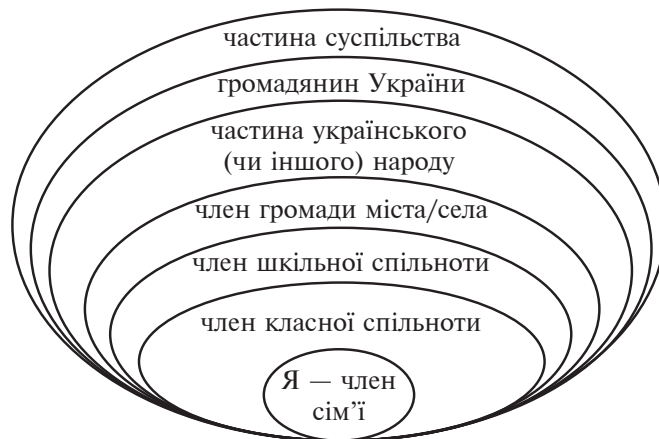 частина суспільства
громадянин України
частина українського
(чи іншого) народу
член громади міста/села
член шкільної спільноти
член класної спільноти
Я — член
сім'ї